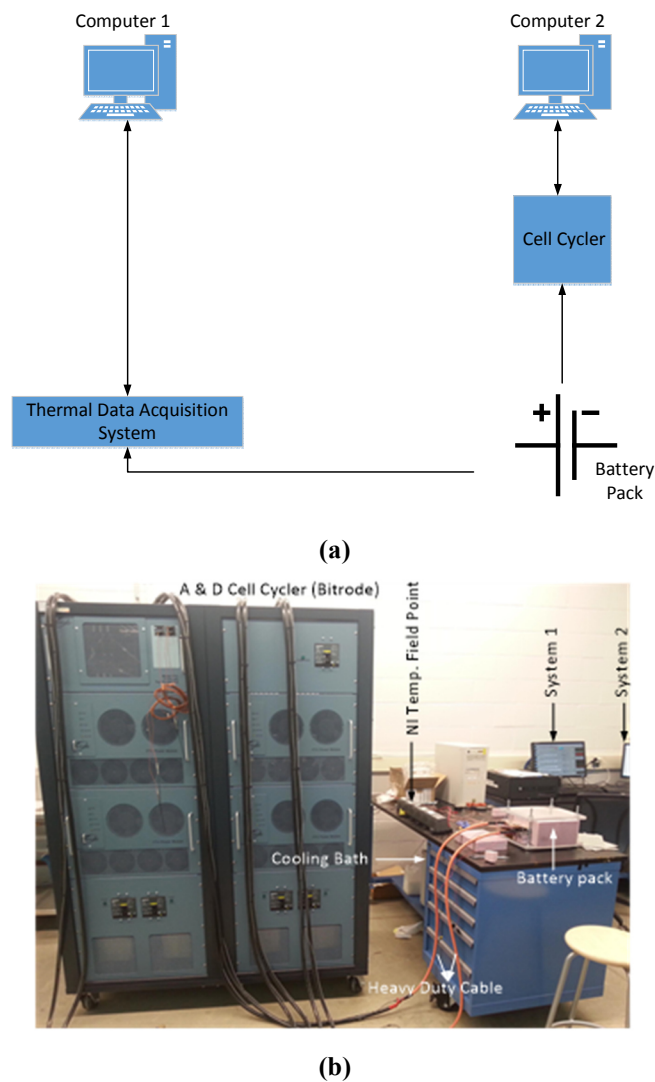 Computer 1
Computer 2
Cell Cycler
Thermal Data Acquisition
System
+
−
Battery
Pack
(a)
A & D Cell Cycler (Bitrode)
NI Temp. Field Point
System 1
System 2
Cooling Bath
Battery pack
Heavy Duty Cable
(b)